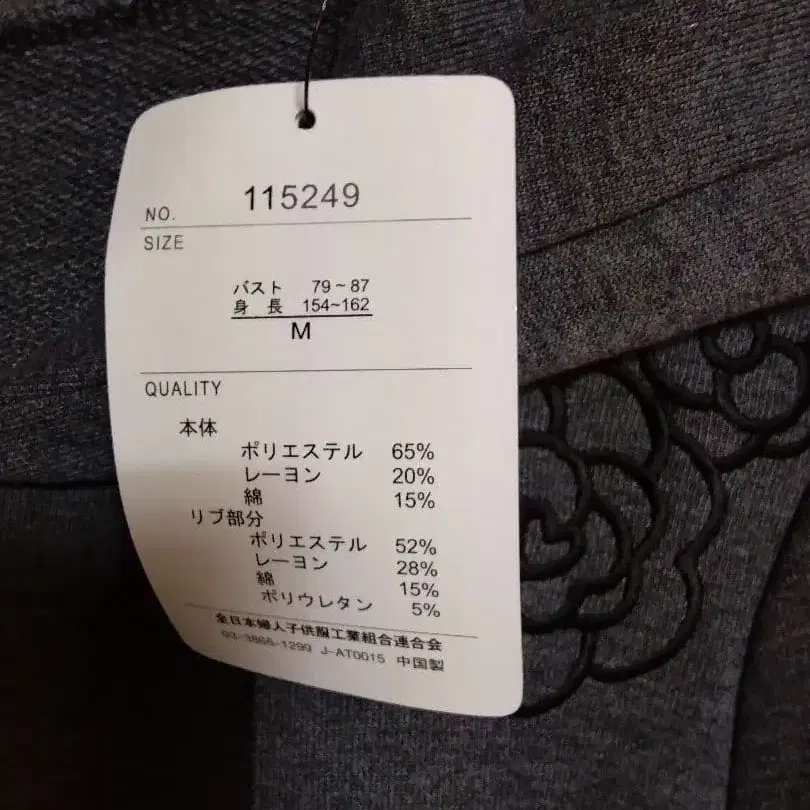 NO. 115249
SIZE
バスト 79~87
身 長 154~162
M
QUALITY
本体
ポリエステル 65%
レーヨン 20%
綿 15%
リブ部分
ポリエステル 52%
レーヨン 28%
綿 15%
ポリウレタン 5%
全日本婦人子供服工業組合連合会
03-3866-1299 J-AT0015 中国製